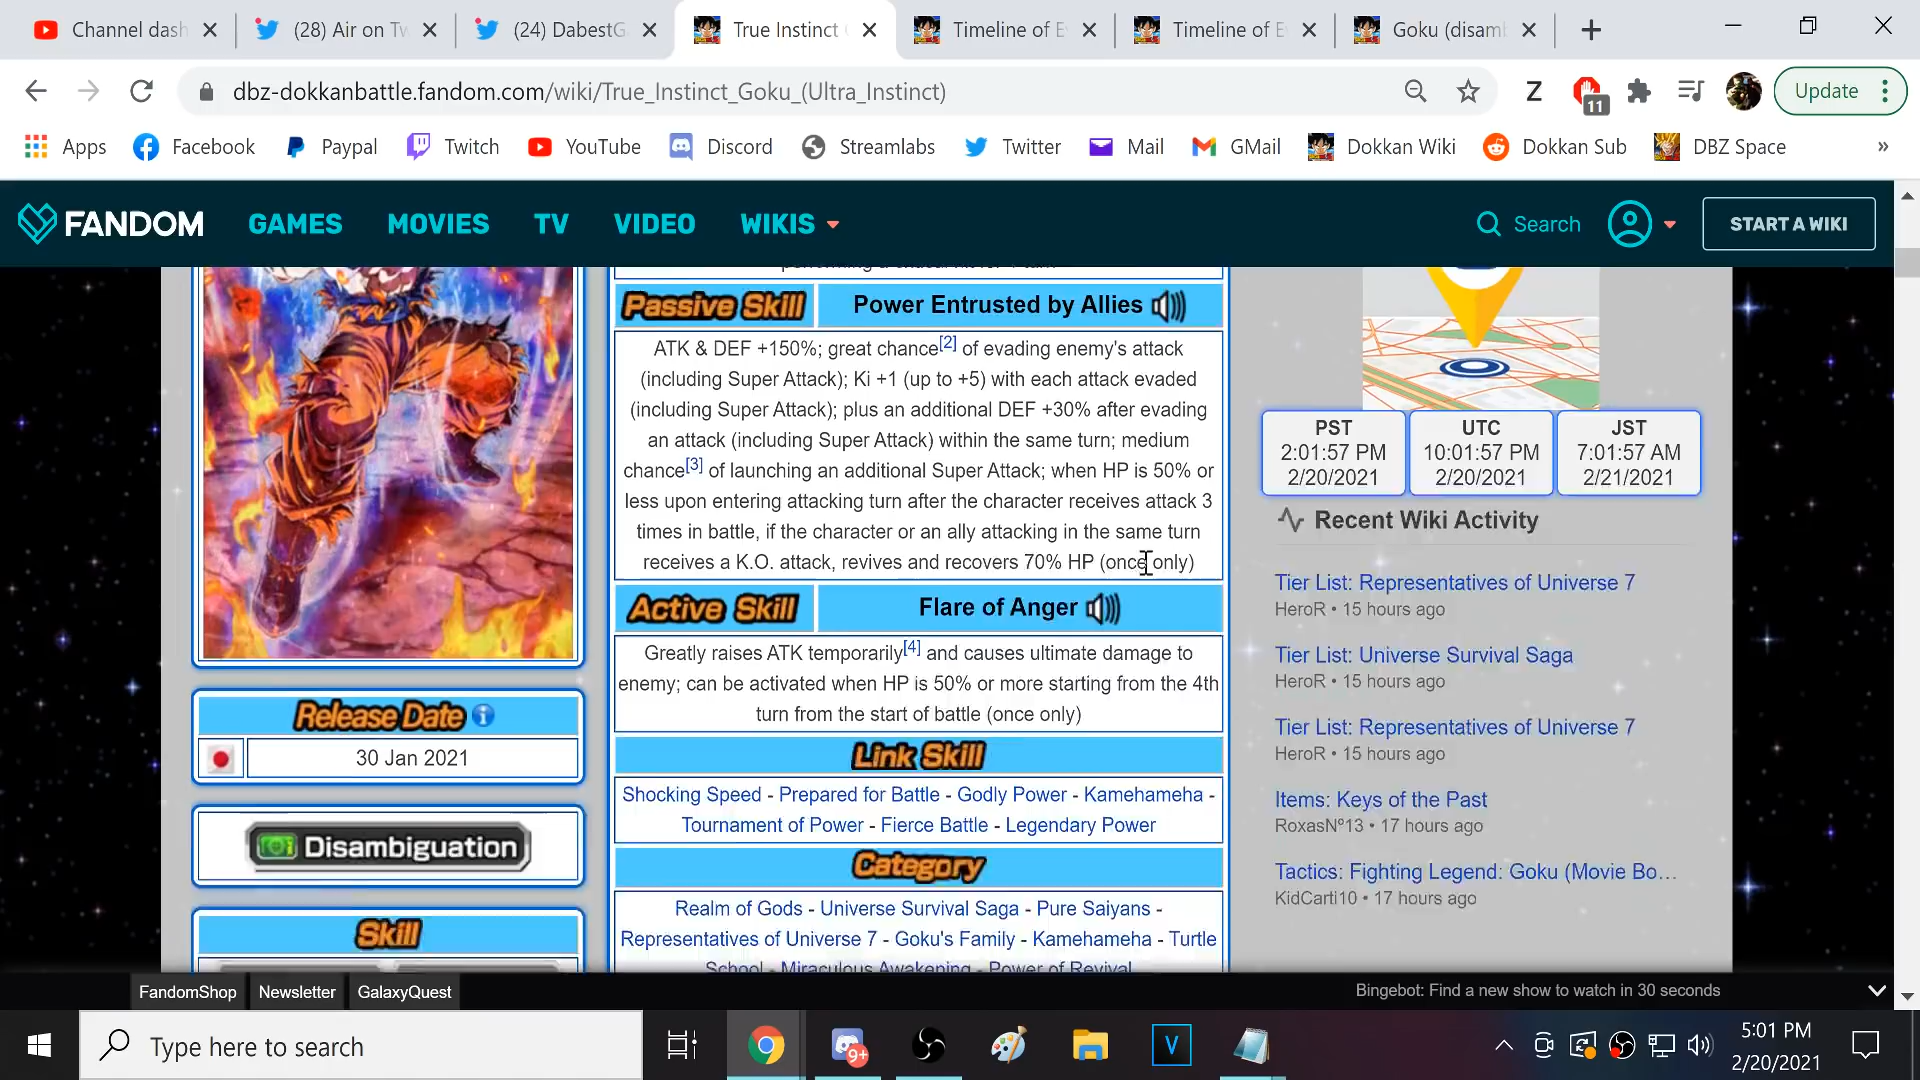 Channel dash
(28) Air on Tw
(24) DabestG
True Instinct
Timeline of E
Timeline of E
Goku (disam
dbz-dokkanbattle.fandom.com/wiki/True_Instinct_Goku_(Ultra_Instinct)
Z
11
Update
Apps
Facebook
Paypal
Twitch
YouTube
Discord
Streamlabs
Twitter
Mail
GMail
Dokkan Wiki
Dokkan Sub
DBZ Space
»
FANDOM
GAMES
MOVIES
TV
VIDEO
WIKIS
Search
START A WIKI
Passive Skill
Power Entrusted by Allies
ATK & DEF +150%; great chance[2] of evading enemy's attack
(including Super Attack); Ki +1 (up to +5) with each attack evaded
(including Super Attack); plus an additional DEF +30% after evading
an attack (including Super Attack) within the same turn; medium
chance[3] of launching an additional Super Attack; when HP is 50% or
less upon entering attacking turn after the character receives attack 3
times in battle, if the character or an ally attacking in the same turn
receives a K.O. attack, revives and recovers 70% HP (once only)
Active Skill
Flare of Anger
Greatly raises ATK temporarily[4] and causes ultimate damage to
enemy; can be activated when HP is 50% or more starting from the 4th
turn from the start of battle (once only)
Link Skill
Shocking Speed - Prepared for Battle - Godly Power - Kamehameha -
Tournament of Power - Fierce Battle - Legendary Power
Category
Realm of Gods - Universe Survival Saga - Pure Saiyans -
Representatives of Universe 7 - Goku's Family - Kamehameha - Turtle
School - Miraculous Awakening - Power of Revival
Release Date
30 Jan 2021
Disambiguation
Skill
PST
2:01:57 PM
2/20/2021
UTC
10:01:57 PM
2/20/2021
JST
7:01:57 AM
2/21/2021
Recent Wiki Activity
Tier List: Representatives of Universe 7
HeroR • 15 hours ago
Tier List: Universe Survival Saga
HeroR • 15 hours ago
Tier List: Representatives of Universe 7
HeroR • 15 hours ago
Items: Keys of the Past
RoxasNº13 • 17 hours ago
Tactics: Fighting Legend: Goku (Movie Bo…
KidCarti10 • 17 hours ago
FandomShop
Newsletter
GalaxyQuest
Bingebot: Find a new show to watch in 30 seconds
Type here to search
9+
V
5:01 PM
2/20/2021